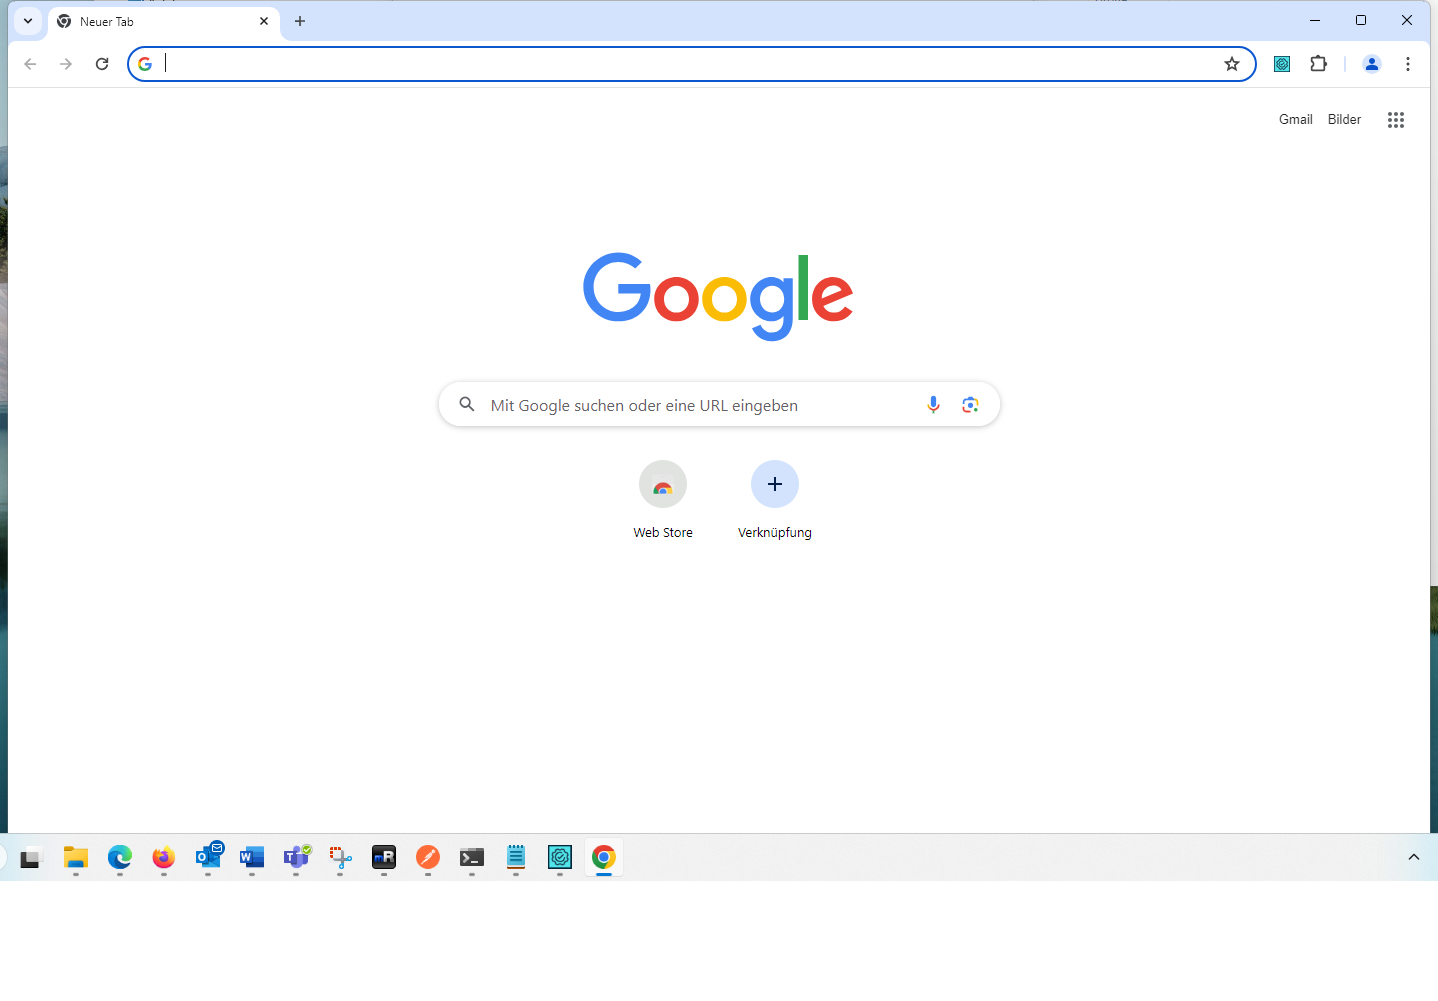 Neuer Tab
Gmail Bilder
Google
Mit Google suchen oder eine URL eingeben
Web Store Verknüpfung